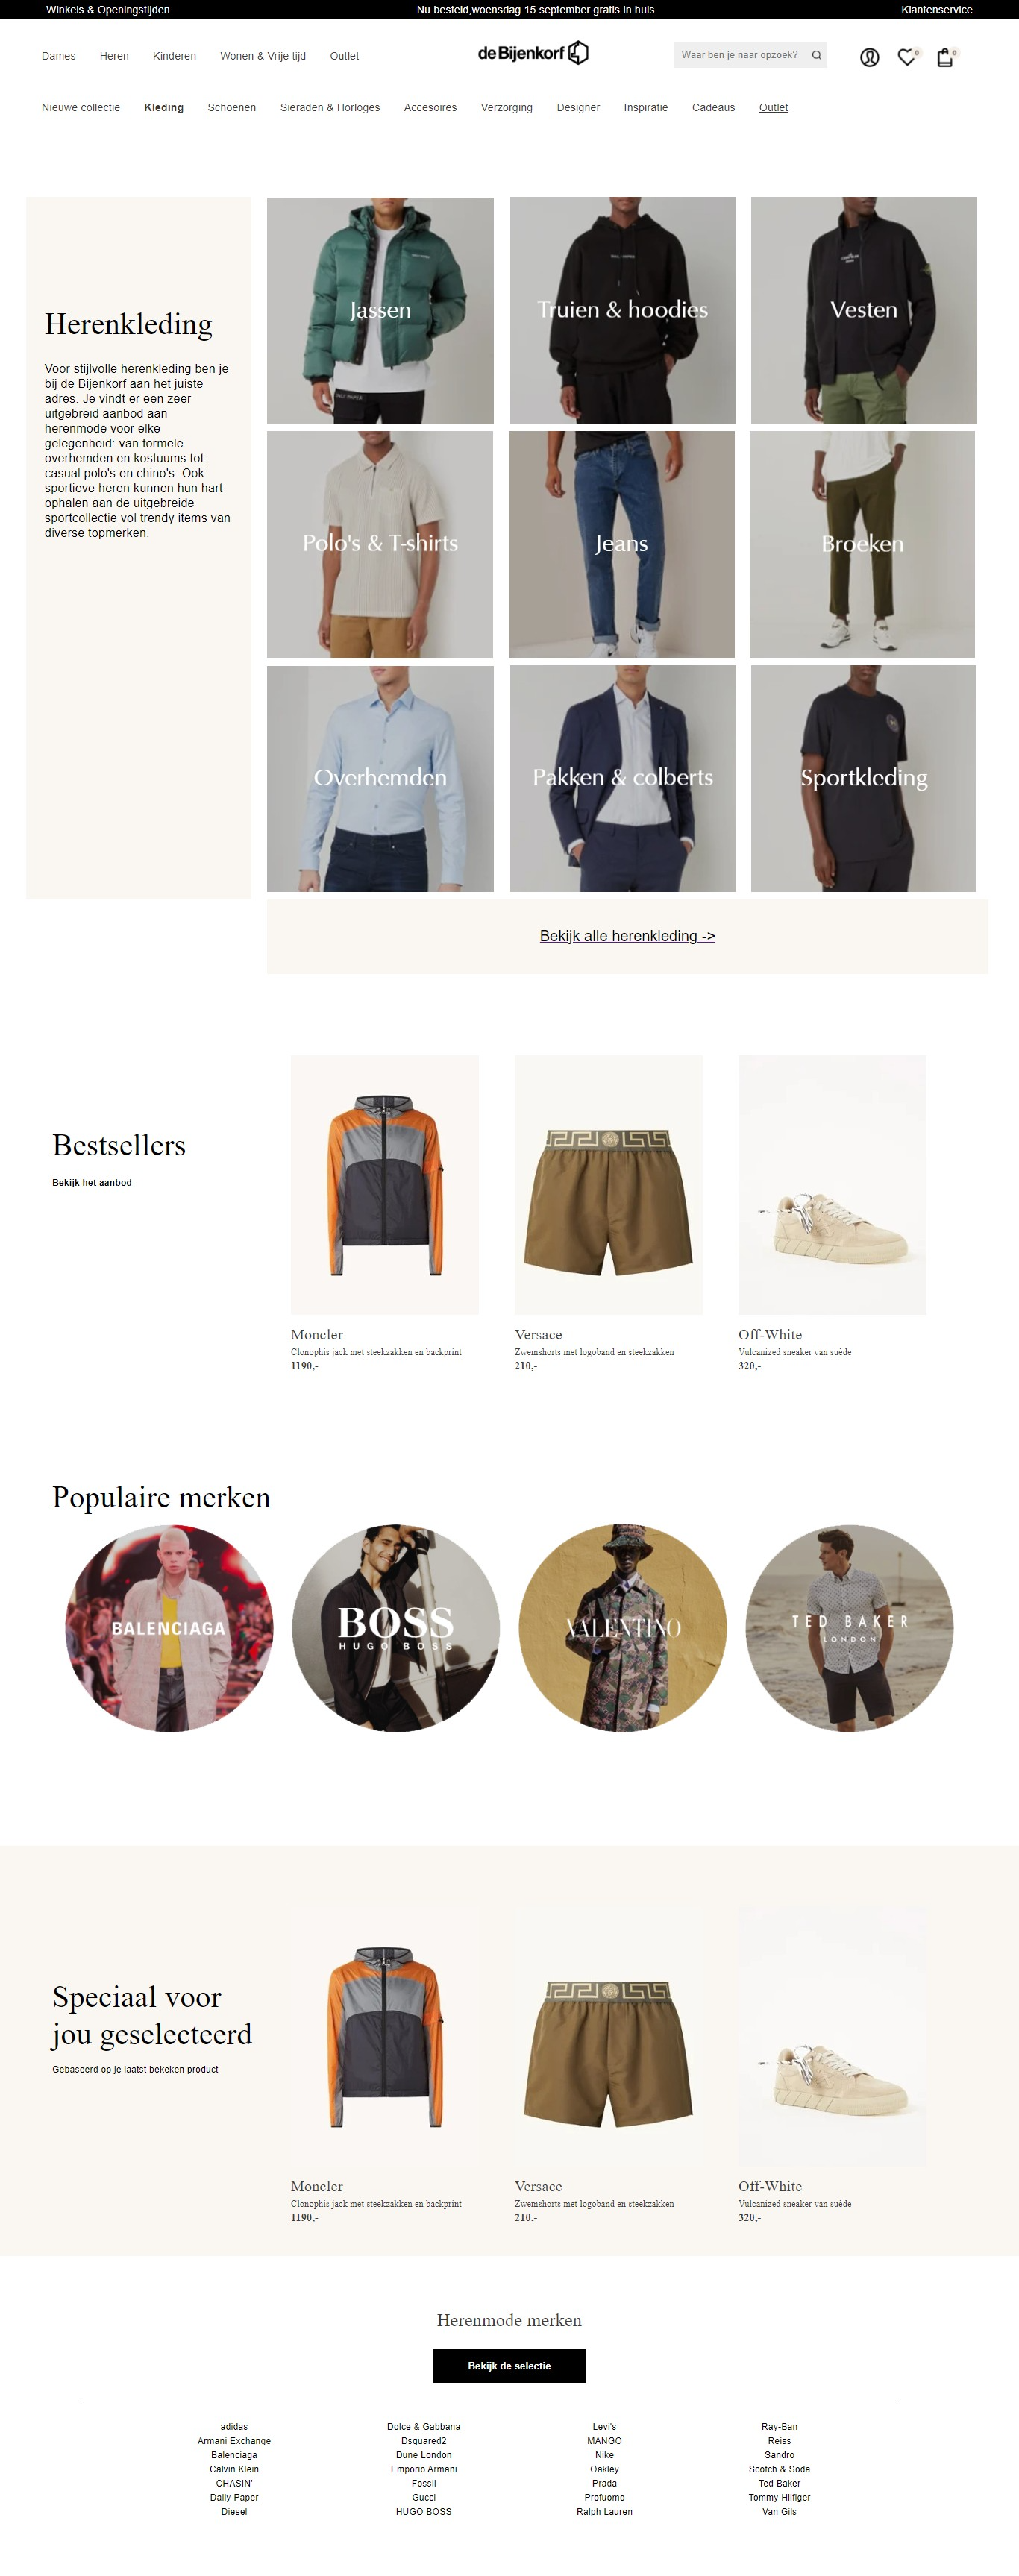 Winkels & Openingstijden
Nu besteld,woensdag 15 september gratis in huis
Klantenservice
Dames
Heren
Kinderen
Wonen & Vrije tijd
Outlet
de Bijenkorf
Waar ben je naar opzoek?
0
0
Nieuwe collectie
Kleding
Schoenen
Sieraden & Horloges
Accesoires
Verzorging
Designer
Inspiratie
Cadeaus
Outlet
Herenkleding
Voor stijlvolle herenkleding ben je
bij de Bijenkorf aan het juiste
adres. Je vindt er een zeer
uitgebreid aanbod aan
herenmode voor elke
gelegenheid: van formele
overhemden en kostuums tot
casual polo's en chino's. Ook
sportieve heren kunnen hun hart
ophalen aan de uitgebreide
sportcollectie vol trendy items van
diverse topmerken.
Jassen
Truien & hoodies
Vesten
Polo's & T-shirts
Jeans
Broeken
Overhemden
Pakken & colberts
Sportkleding
Bekijk alle herenkleding ->
Bestsellers
Bekijk het aanbod
Moncler
Clonophis jack met steekzakken en backprint
1190,-
Versace
Zwemshorts met logoband en steekzakken
210,-
Off-White
Vulcanized sneaker van suède
320,-
Populaire merken
BALENCIAGA
BOSS
HUGO BOSS
VALENTINO
TED BAKER
LONDON
Speciaal voor
jou geselecteerd
Gebaseerd op je laatst bekeken product
Moncler
Clonophis jack met steekzakken en backprint
1190,-
Versace
Zwemshorts met logoband en steekzakken
210,-
Off-White
Vulcanized sneaker van suède
320,-
Herenmode merken
Bekijk de selectie
adidas
Armani Exchange
Balenciaga
Calvin Klein
CHASIN'
Daily Paper
Diesel
Dolce & Gabbana
Dsquared2
Dune London
Emporio Armani
Fossil
Gucci
HUGO BOSS
Levi's
MANGO
Nike
Oakley
Prada
Profuomo
Ralph Lauren
Ray-Ban
Reiss
Sandro
Scotch & Soda
Ted Baker
Tommy Hilfiger
Van Gils